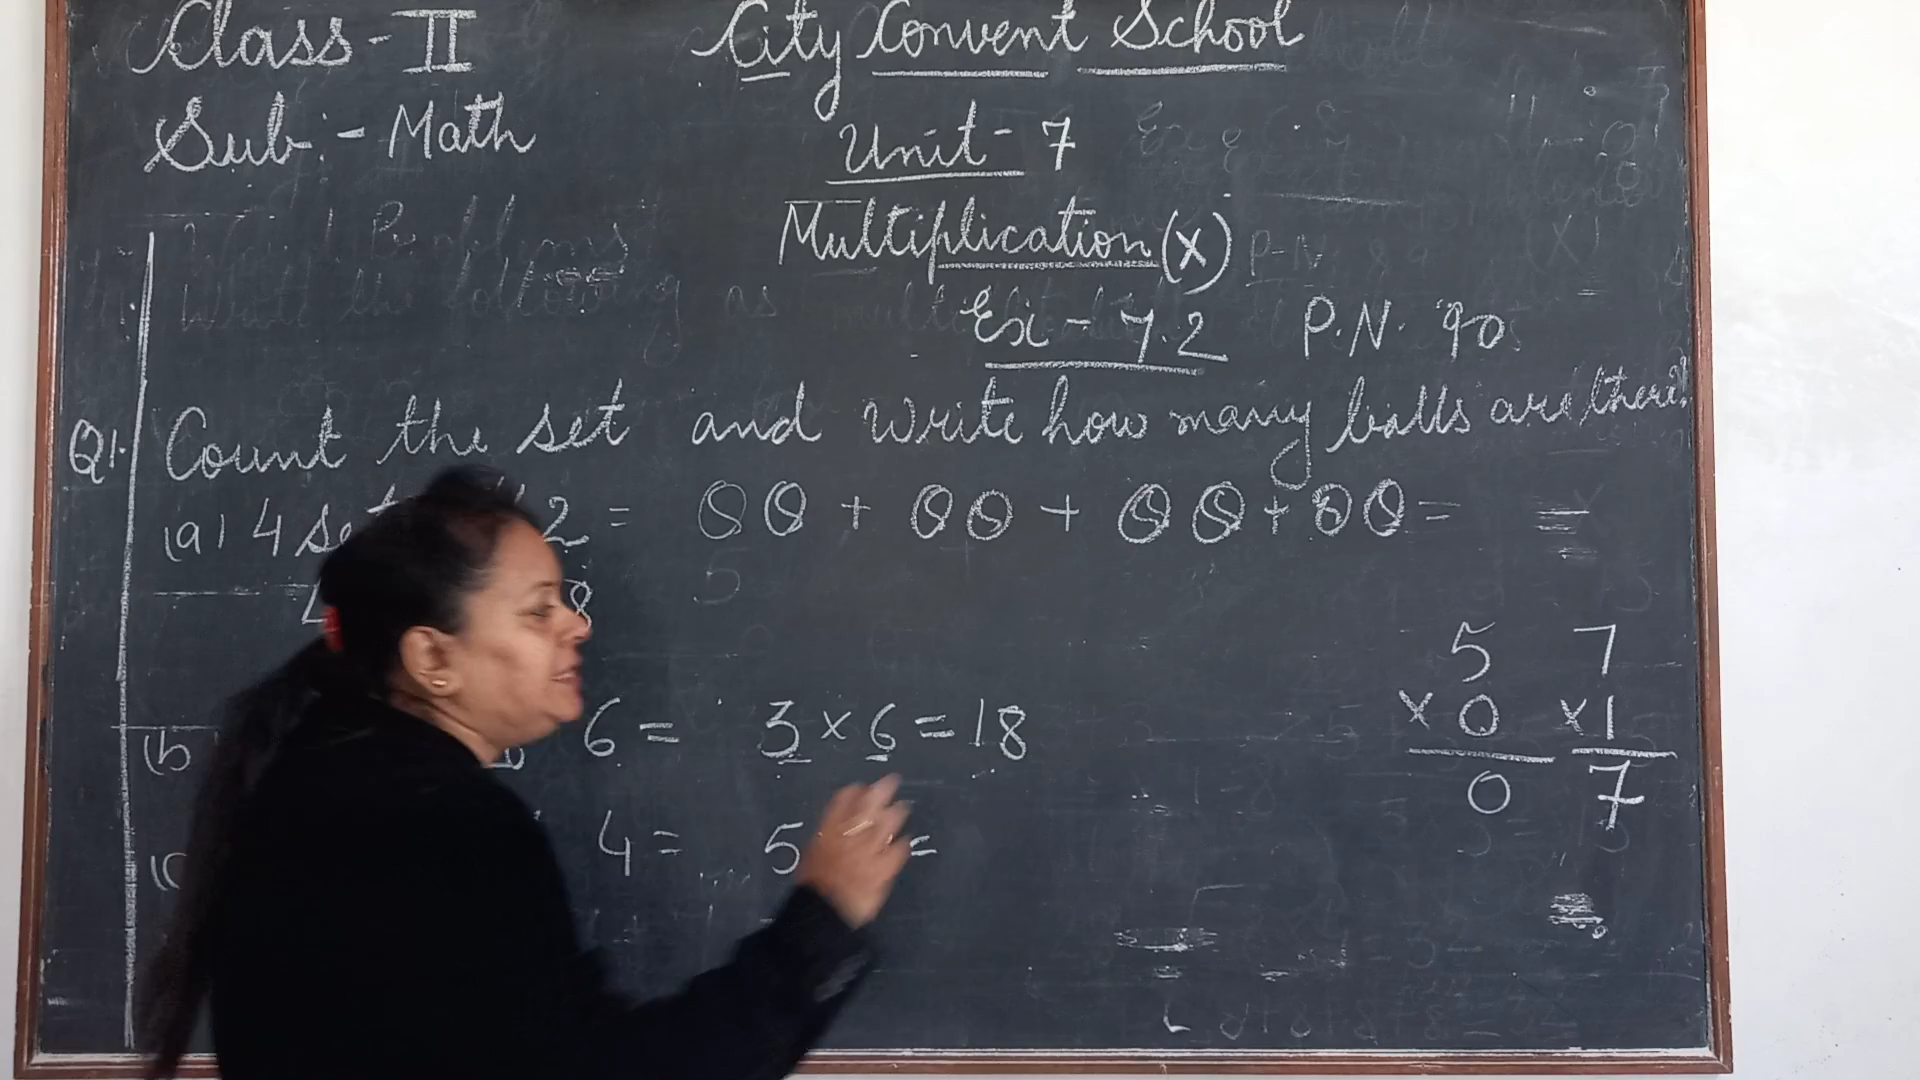 Class - II
City Convent School
Sub :- Math
Unit - 7
Multiplication (x)
Ex - 7.2 P.N. 90
Q1. Count the set and write how many balls are there?
(a) 4 2 = + + + =
8
(b 6 = 3 x 6 = 18
(c 4 = 5 =
5 7
x 0 x 1
0 7